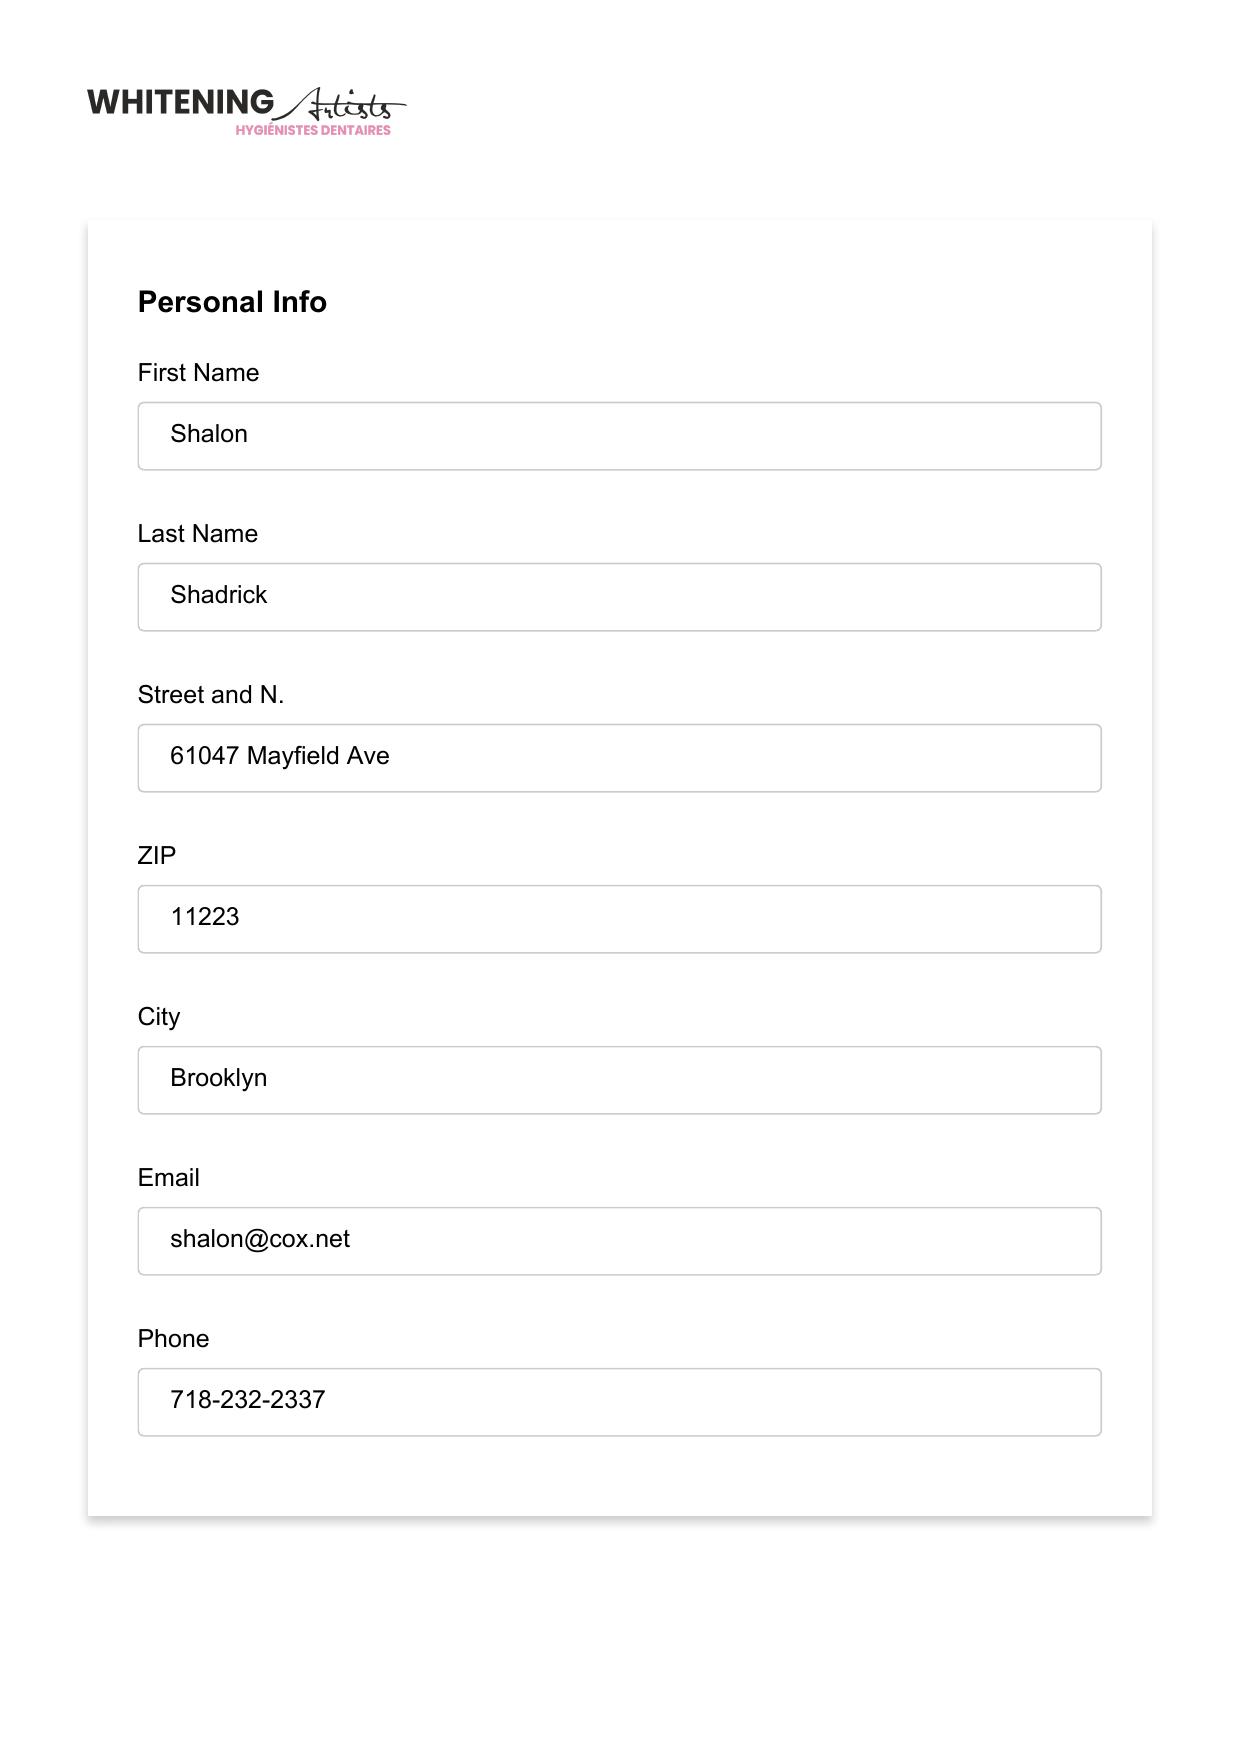 WHITENING Artists
HYGIÉNISTES DENTAIRES
Personal Info
First Name
Shalon
Last Name
Shadrick
Street and N.
61047 Mayfield Ave
ZIP
11223
City
Brooklyn
Email
shalon@cox.net
Phone
718-232-2337